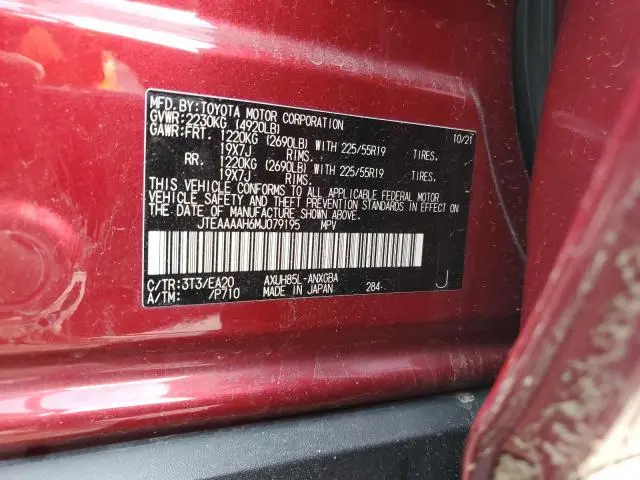 MFD. BY: TOYOTA MOTOR CORPORATION 10/21
GVWR: 2230KG (4920LB)
GAWR: FRT. 1220KG (2690LB) WITH 225/55R19 TIRES.
19X7J RIMS.
RR. 1220KG (2690LB) WITH 225/55R19 TIRES.
19X7J RIMS.
THIS VEHICLE CONFORMS TO ALL APPLICABLE FEDERAL MOTOR
VEHICLE SAFETY AND THEFT PREVENTION STANDARDS IN EFFECT ON
THE DATE OF MANUFACTURE SHOWN ABOVE.
JTEAAAAH6MJ079195 MPV
C/TR: 3T3/EA20 AXUH85L-ANXGBA
A/TM: /P710 MADE IN JAPAN 284- J